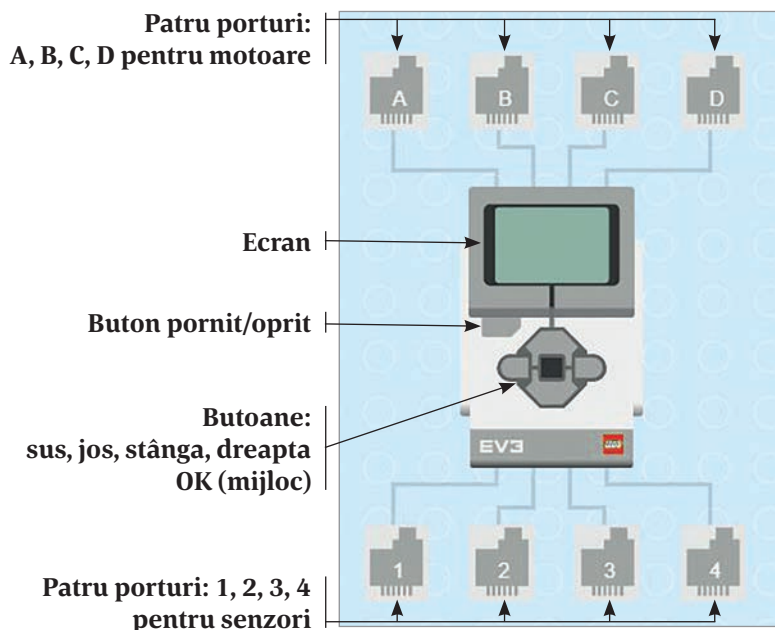 Patru porturi:
A, B, C, D pentru motoare
A B C D
Ecran
Buton pornit/oprit
Butoane:
sus, jos, stânga, dreapta
OK (mijloc)
EV3 LEGO
1 2 3 4
Patru porturi: 1, 2, 3, 4
pentru senzori